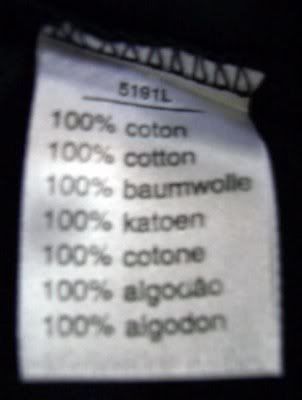 5191L
100% coton
100% cotton
100% baumwolle
100% katoen
100% cotone
100% algodão
100% algodon